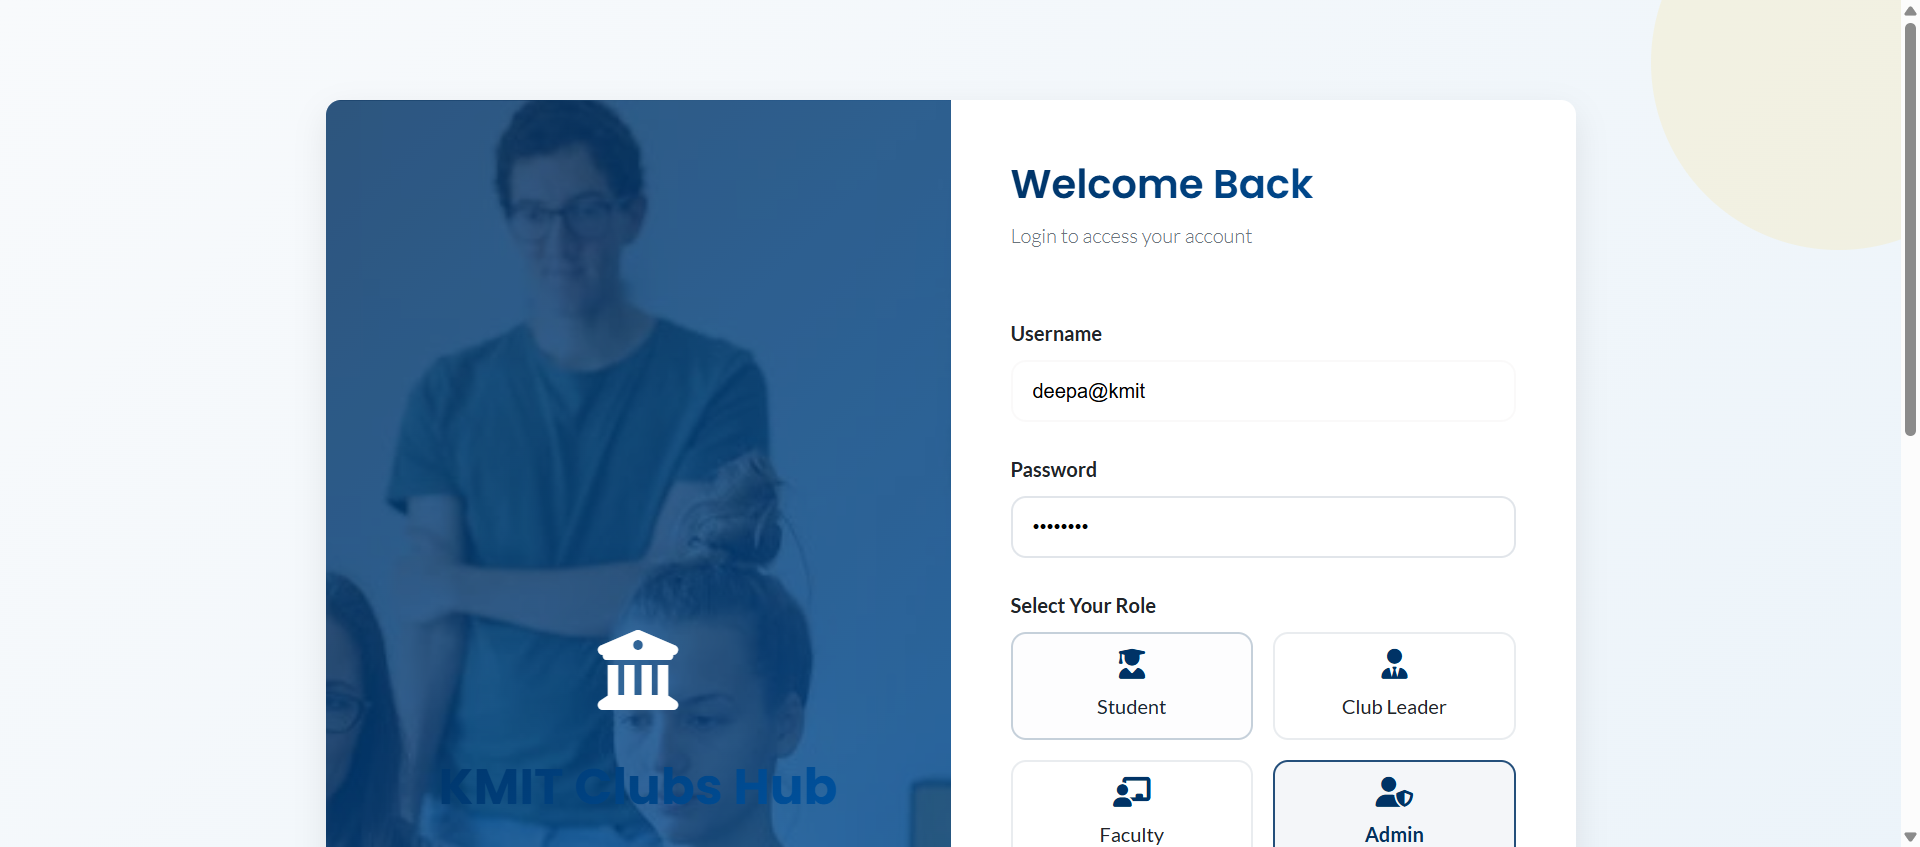 Welcome Back
Login to access your account
Username
deepa@kmit
Password
••••••••
Select Your Role
Student
Club Leader
KMIT Clubs Hub
Faculty
Admin